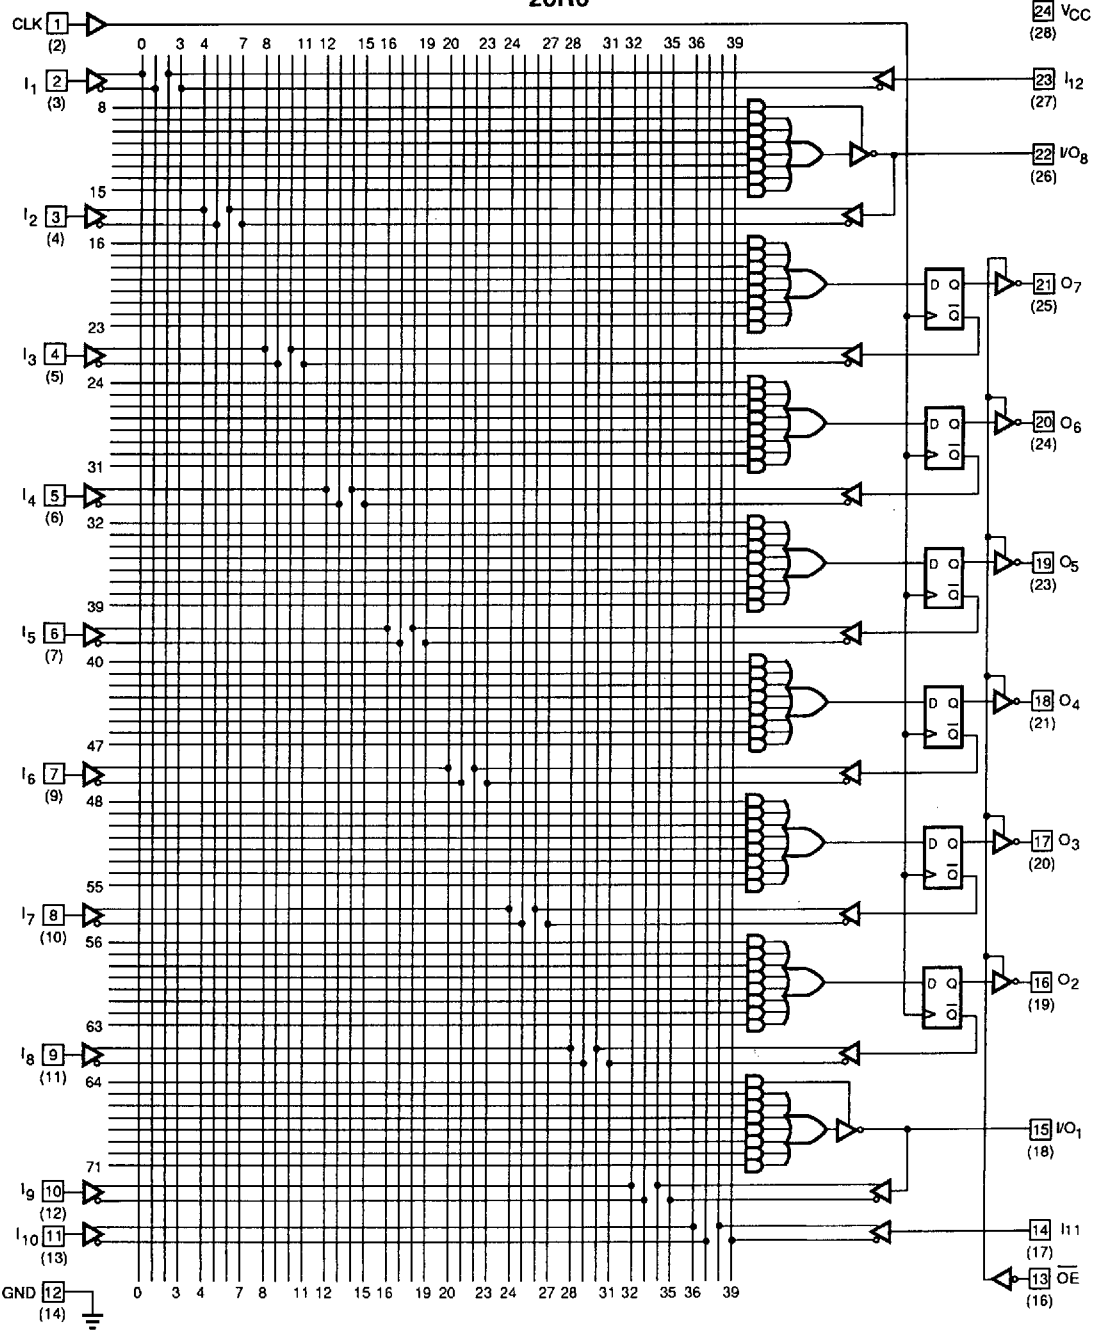 20R6
24 VCC
(28)
CLK 1
(2)
0 3 4 7 8 11 12 15 16 19 20 23 24 27 28 31 32 35 36 39
I1 2
(3)
23 I12
(27)
8
22 I/O8
(26)
15
I2 3
(4)
16
D Q
Q
21 O7
(25)
23
I3 4
(5)
24
D Q
Q
20 O6
(24)
31
I4 5
(6)
32
D Q
Q
19 O5
(23)
39
I5 6
(7)
40
D Q
Q
18 O4
(21)
47
I6 7
(9)
48
D Q
Q
17 O3
(20)
55
I7 8
(10)
56
D Q
Q
16 O2
(19)
63
I8 9
(11)
64
15 I/O1
(18)
71
I9 10
(12)
I10 11
(13)
14 I11
(17)
13 OE
(16)
GND 12
(14)
0 3 4 7 8 11 12 15 16 19 20 23 24 27 28 31 32 35 36 39